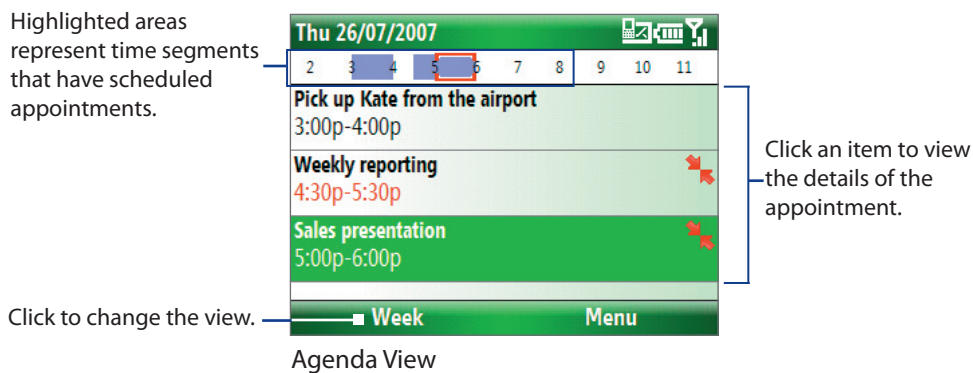 Highlighted areas
represent time segments
that have scheduled
appointments.
Thu 26/07/2007
2 3 4 5 6 7 8 9 10 11
Pick up Kate from the airport
3:00p-4:00p
Weekly reporting
4:30p-5:30p
Sales presentation
5:00p-6:00p
Click an item to view
the details of the
appointment.
Click to change the view.
Week Menu
Agenda View